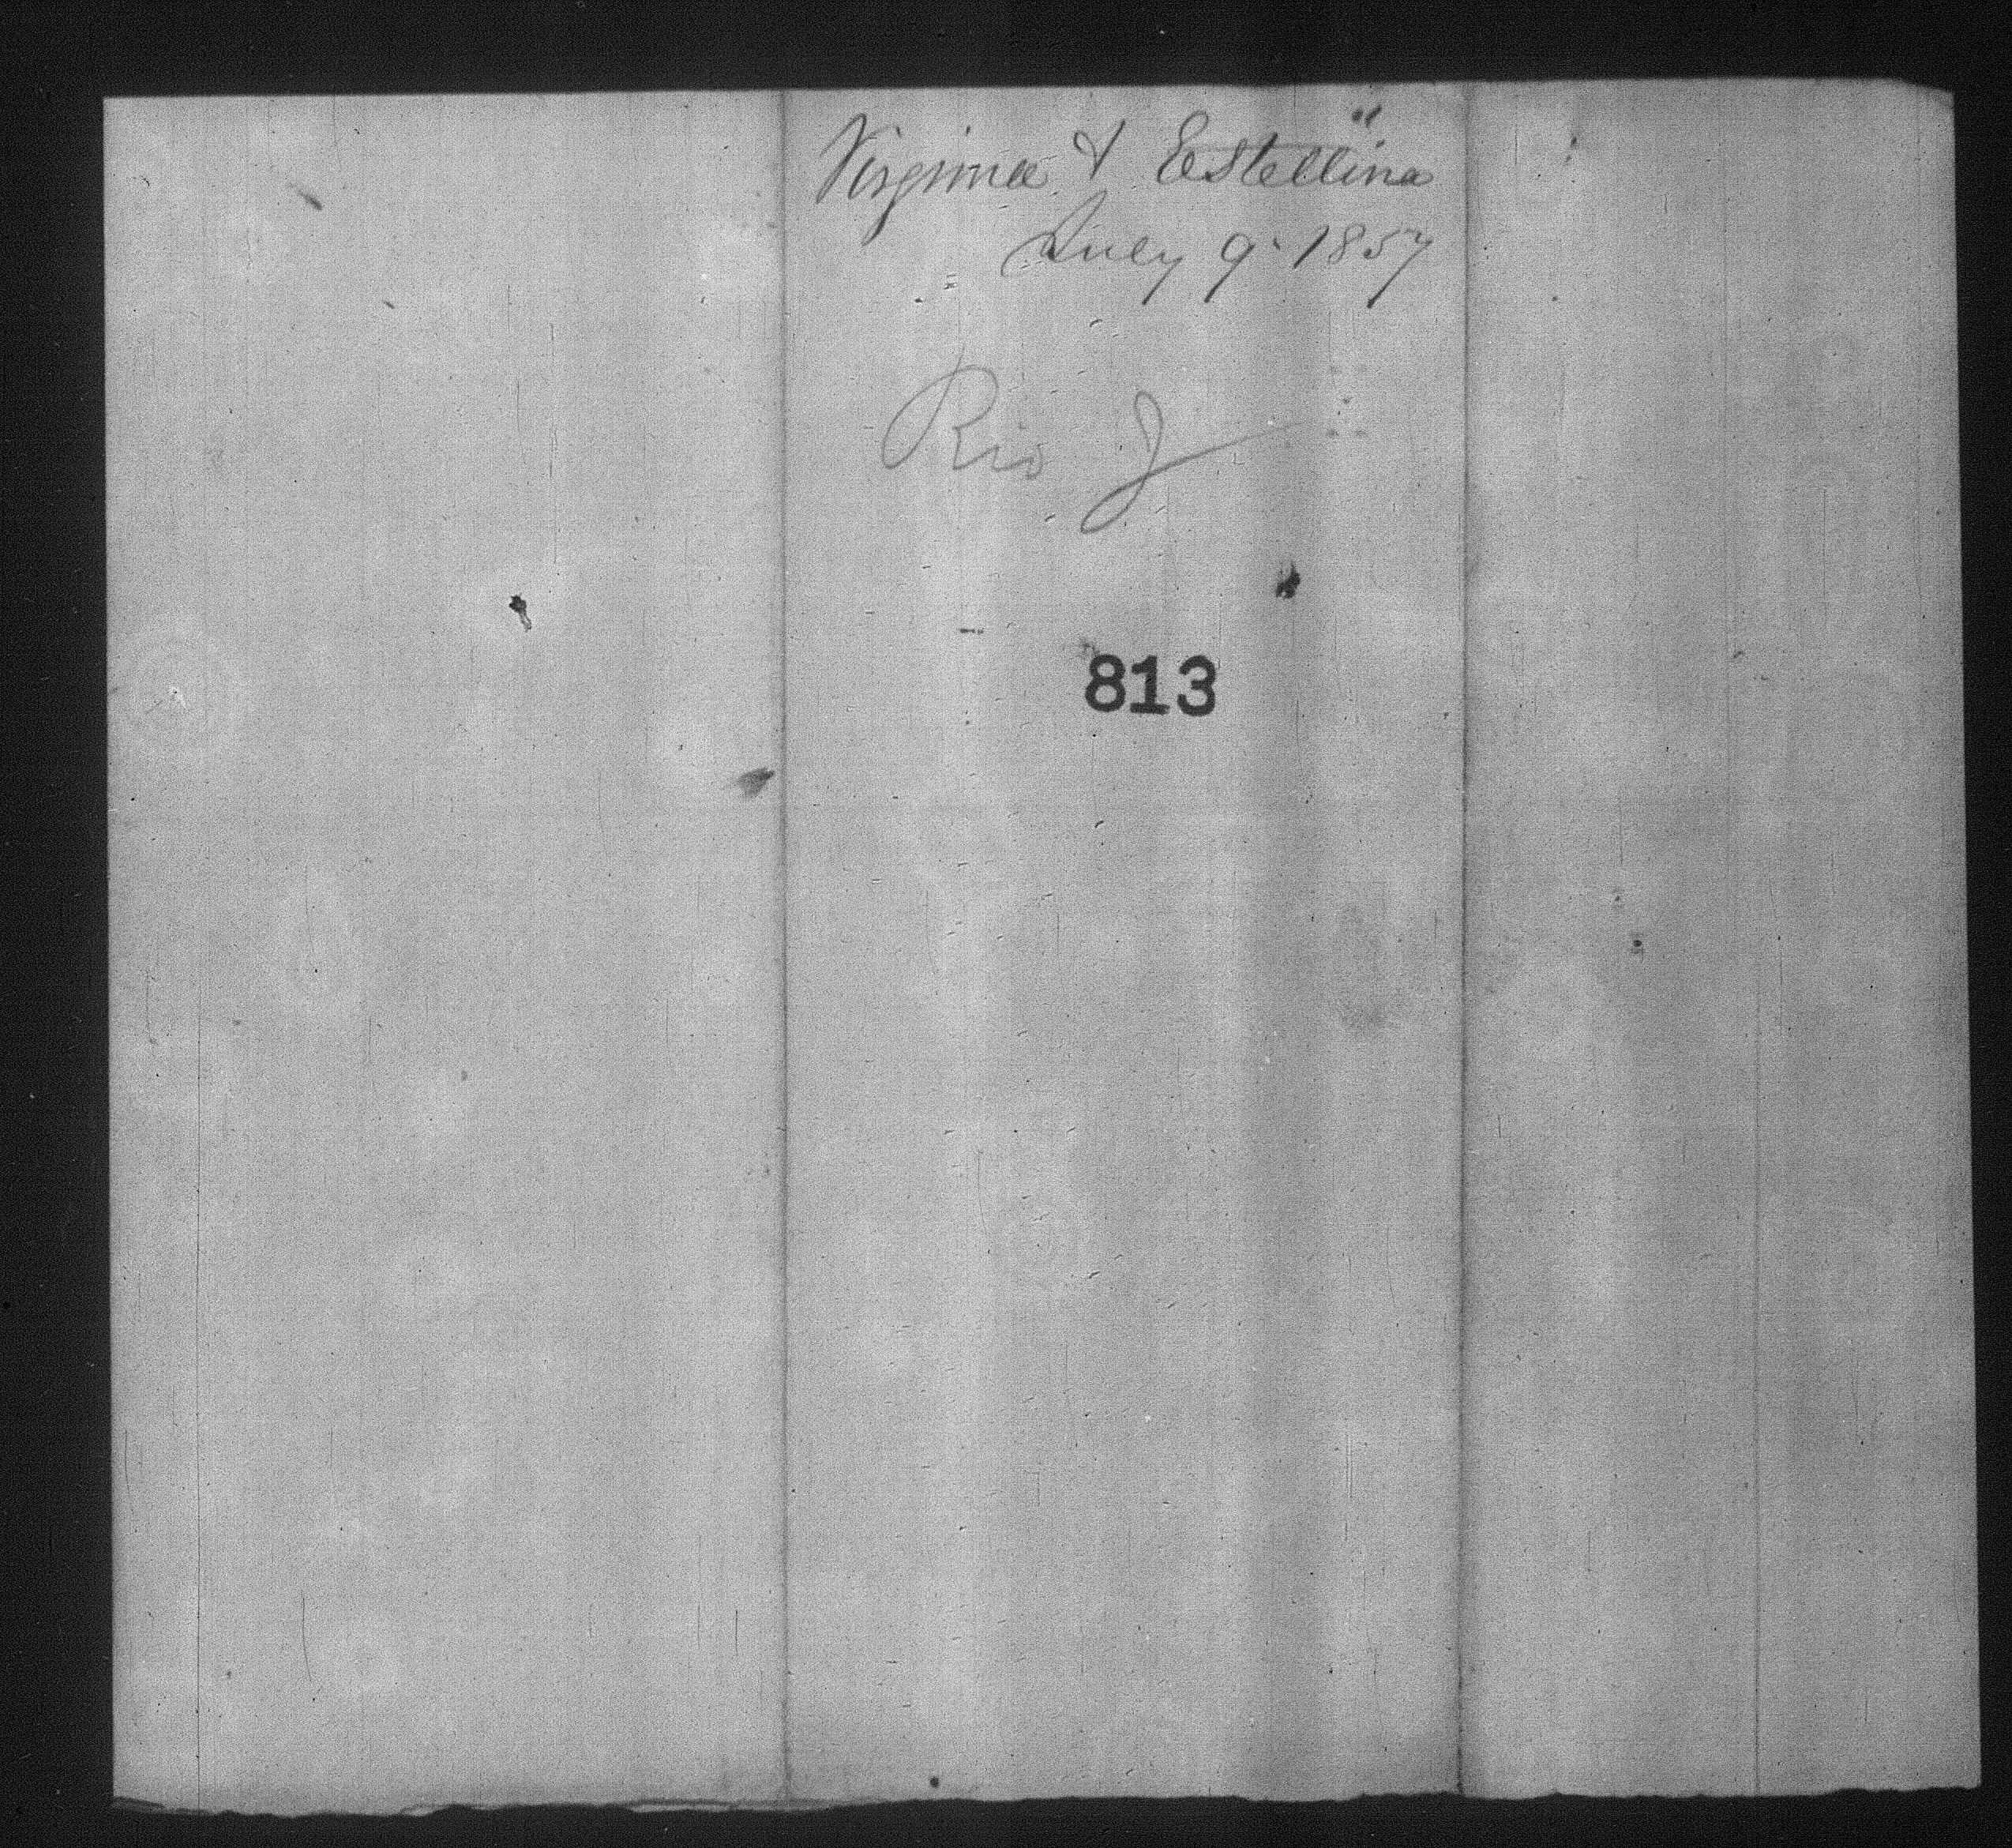 Virginia & Estellina
July 9. 1857
Rio J
813